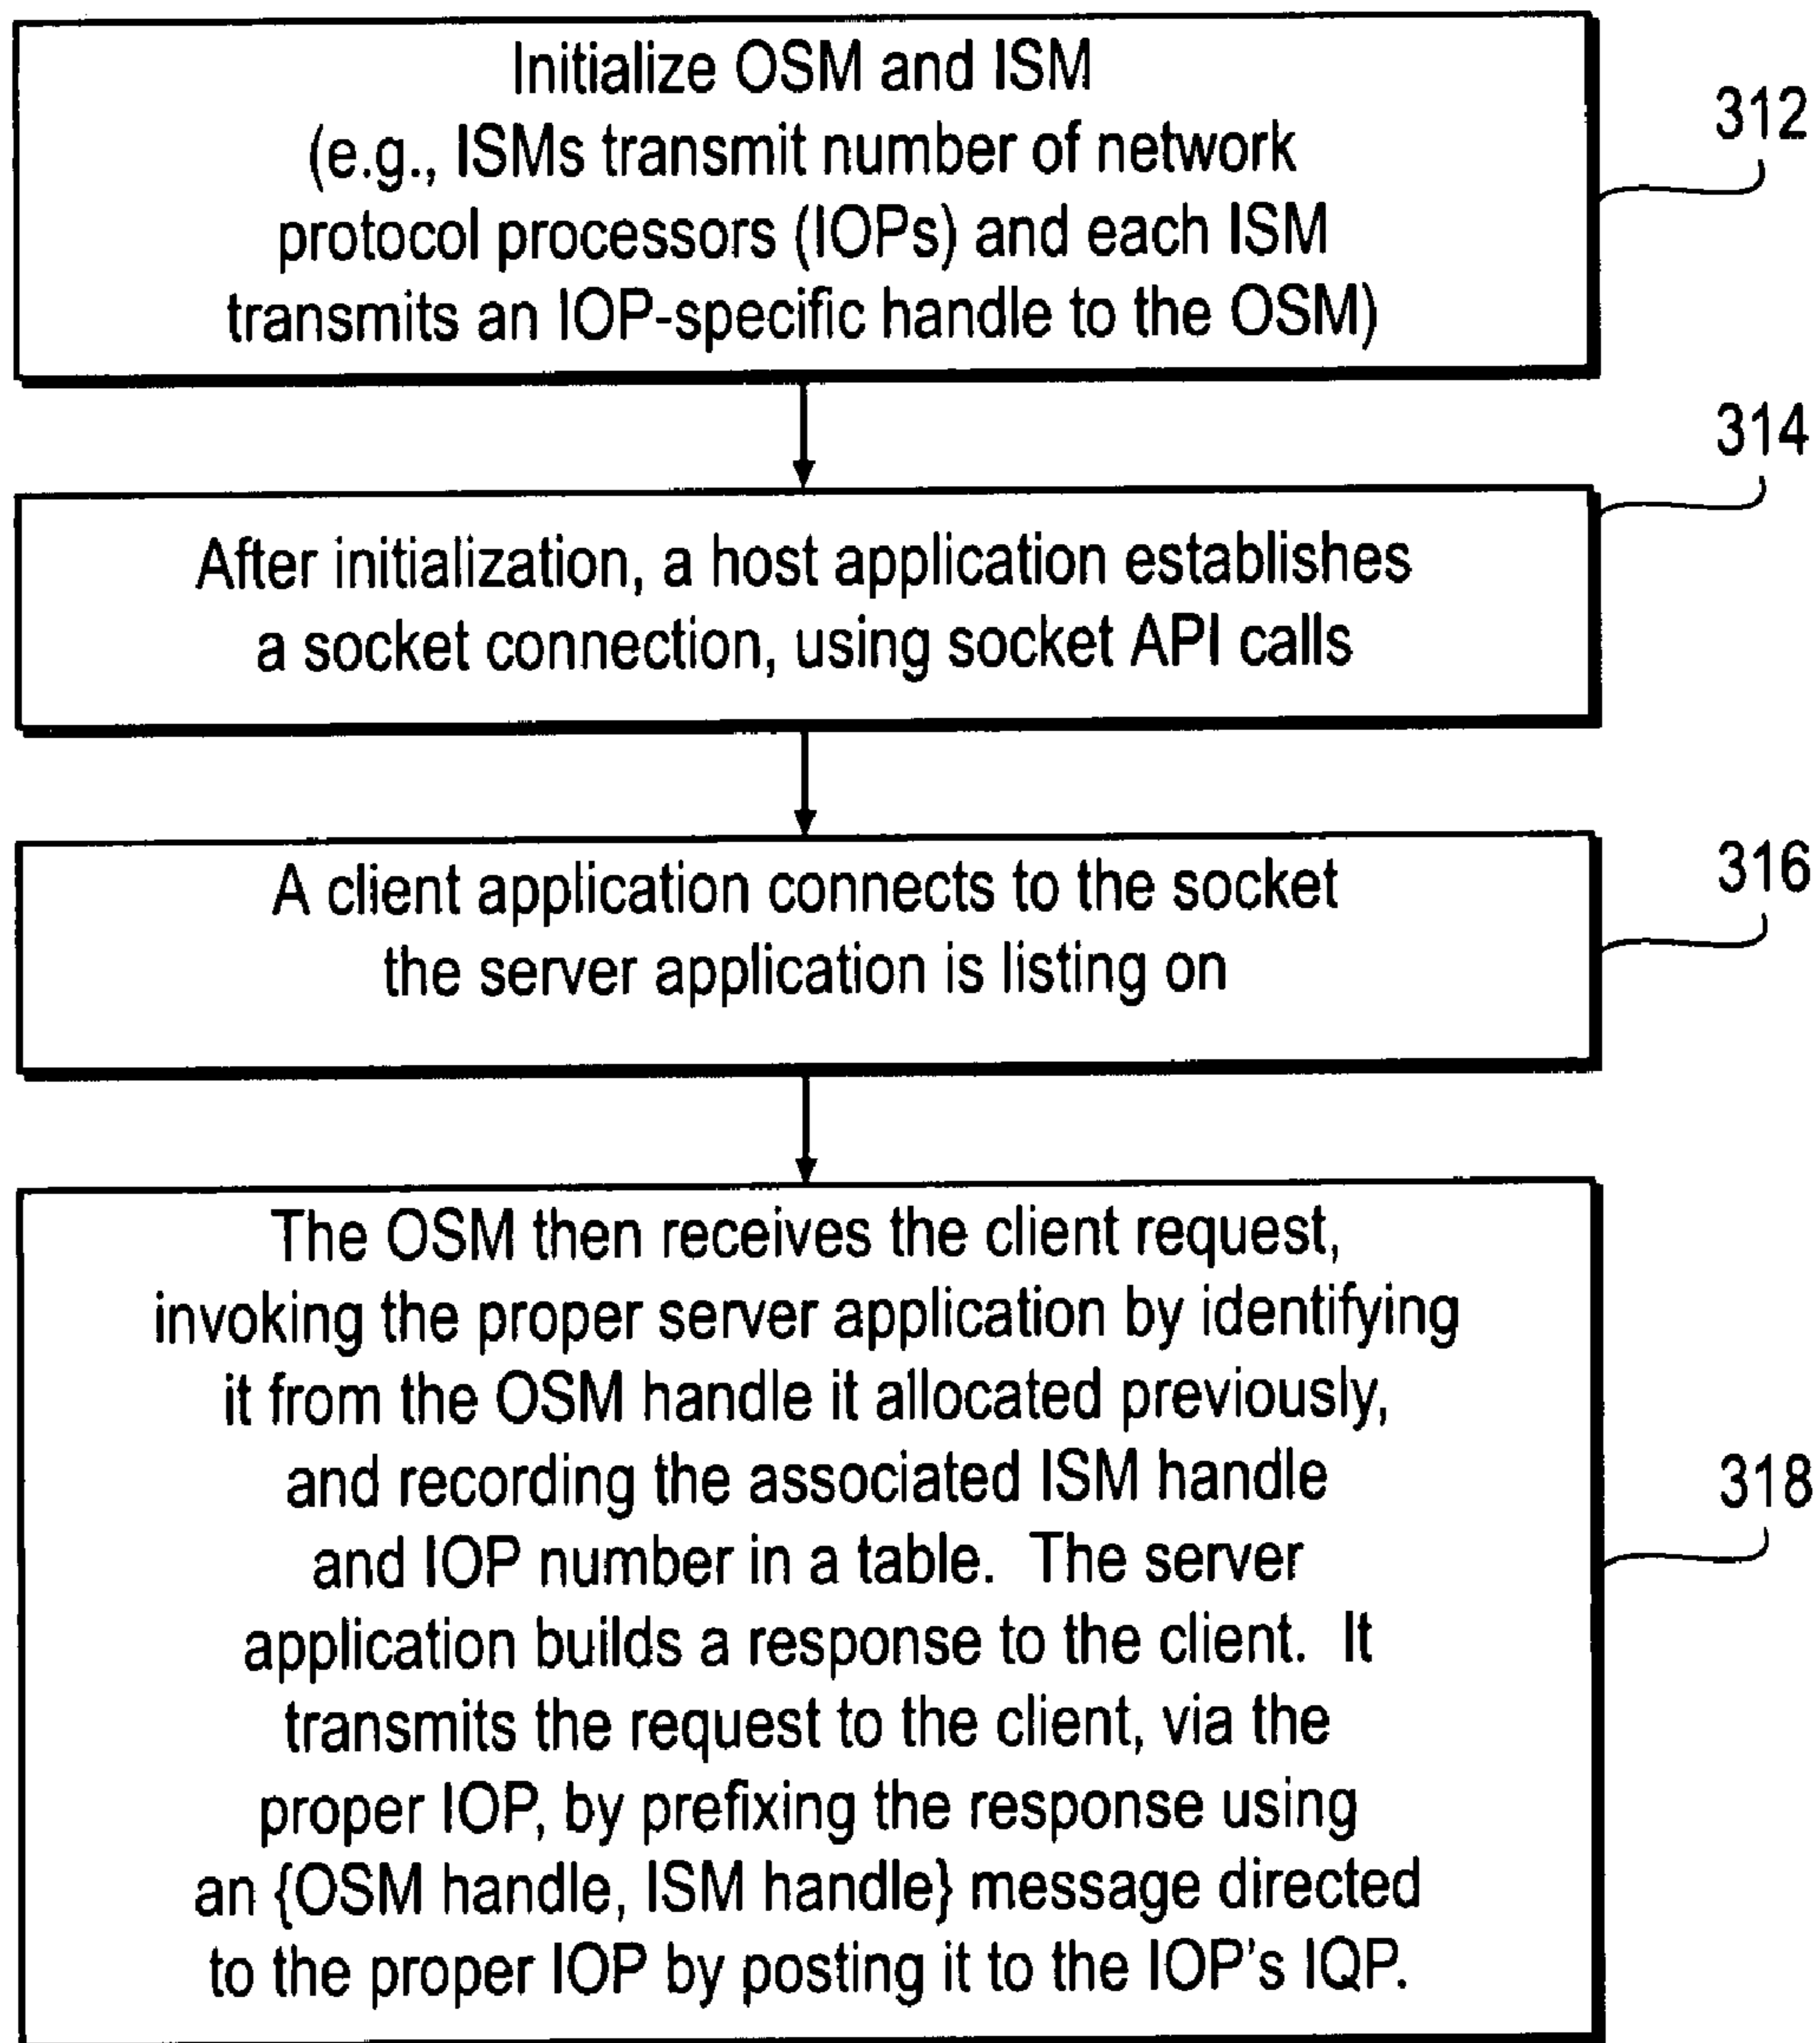 Initialize OSM and ISM
(e.g., ISMs transmit number of network
protocol processors (IOPs) and each ISM
transmits an IOP-specific handle to the OSM)
312
314
After initialization, a host application establishes
a socket connection, using socket API calls
316
A client application connects to the socket
the server application is listing on
The OSM then receives the client request,
invoking the proper server application by identifying
it from the OSM handle it allocated previously,
and recording the associated ISM handle
318
and IOP number in a table. The server
application builds a response to the client. It
transmits the request to the client, via the
proper IOP, by prefixing the response using
an {OSM handle, ISM handle} message directed
to the proper IOP by posting it to the IOP's IQP.